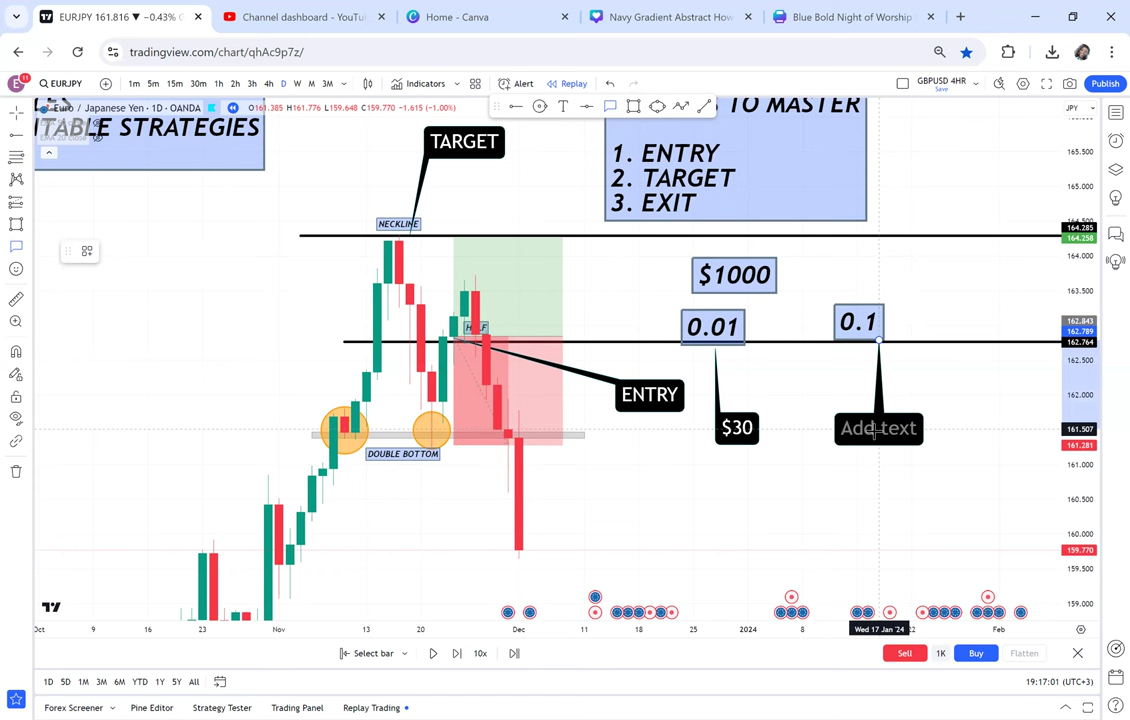 EURJPY 161.816 ▼ −0.43%
Channel dashboard - YouTu
Home - Canva
Navy Gradient Abstract How
Blue Bold Night of Worship
tradingview.com/chart/qhAc9p7z/
E
11
EURJPY
1m 5m 15m 30m 1h 2h 3h 4h D W M 3M
Indicators
Alert
Replay
GBPUSD 4HR
Save
Publish
Euro / Japanese Yen · 1D · OANDA
O161.385 H161.776 L159.648 C159.770 −1.615 (−1.00%)
JPY
TO MASTER
TABLE STRATEGIES
1. ENTRY
2. TARGET
3. EXIT
TARGET
NECKLINE
HALF
ENTRY
DOUBLE BOTTOM
$1000
0.01
0.1
$30
Add text
165.500
165.000
164.500
164.285
164.258
164.000
163.500
162.843
162.789
162.764
162.500
162.000
161.507
161.281
161.000
160.500
160.000
159.770
159.500
159.000
Oct 9 16 23 Nov 13 20 Dec 11 18 25 2024 8 Wed 17 Jan '24 22 Feb
Select bar
10x
Sell
1K
Buy
Flatten
1D 5D 1M 3M 6M YTD 1Y 5Y All
19:17:01 (UTC+3)
Forex Screener
Pine Editor
Strategy Tester
Trading Panel
Replay Trading